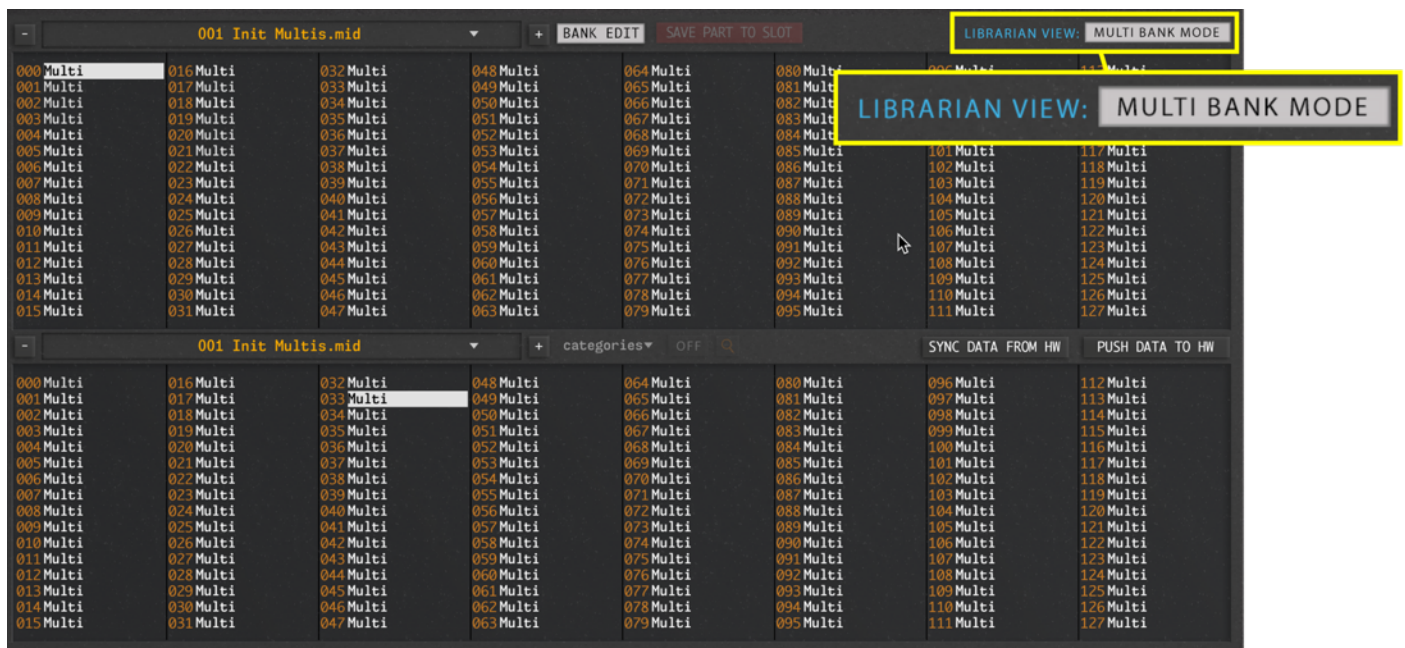 - 001 Init Multis.mid + BANK EDIT SAVE PART TO SLOT LIBRARIAN VIEW: MULTI BANK MODE
LIBRARIAN VIEW: MULTI BANK MODE
000 Multi 016 Multi 032 Multi 048 Multi 064 Multi 080 Multi 096 Multi 112 Multi
001 Multi 017 Multi 033 Multi 049 Multi 065 Multi 081 Mult
002 Multi 018 Multi 034 Multi 050 Multi 066 Multi 082 Mult
003 Multi 019 Multi 035 Multi 051 Multi 067 Multi 083 Mult
004 Multi 020 Multi 036 Multi 052 Multi 068 Multi 084 Mult
005 Multi 021 Multi 037 Multi 053 Multi 069 Multi 085 Multi 101 Multi 117 Multi
006 Multi 022 Multi 038 Multi 054 Multi 070 Multi 086 Multi 102 Multi 118 Multi
007 Multi 023 Multi 039 Multi 055 Multi 071 Multi 087 Multi 103 Multi 119 Multi
008 Multi 024 Multi 040 Multi 056 Multi 072 Multi 088 Multi 104 Multi 120 Multi
009 Multi 025 Multi 041 Multi 057 Multi 073 Multi 089 Multi 105 Multi 121 Multi
010 Multi 026 Multi 042 Multi 058 Multi 074 Multi 090 Multi 106 Multi 122 Multi
011 Multi 027 Multi 043 Multi 059 Multi 075 Multi 091 Multi 107 Multi 123 Multi
012 Multi 028 Multi 044 Multi 060 Multi 076 Multi 092 Multi 108 Multi 124 Multi
013 Multi 029 Multi 045 Multi 061 Multi 077 Multi 093 Multi 109 Multi 125 Multi
014 Multi 030 Multi 046 Multi 062 Multi 078 Multi 094 Multi 110 Multi 126 Multi
015 Multi 031 Multi 047 Multi 063 Multi 079 Multi 095 Multi 111 Multi 127 Multi
- 001 Init Multis.mid + categories OFF SYNC DATA FROM HW PUSH DATA TO HW
000 Multi 016 Multi 032 Multi 048 Multi 064 Multi 080 Multi 096 Multi 112 Multi
001 Multi 017 Multi 033 Multi 049 Multi 065 Multi 081 Multi 097 Multi 113 Multi
002 Multi 018 Multi 034 Multi 050 Multi 066 Multi 082 Multi 098 Multi 114 Multi
003 Multi 019 Multi 035 Multi 051 Multi 067 Multi 083 Multi 099 Multi 115 Multi
004 Multi 020 Multi 036 Multi 052 Multi 068 Multi 084 Multi 100 Multi 116 Multi
005 Multi 021 Multi 037 Multi 053 Multi 069 Multi 085 Multi 101 Multi 117 Multi
006 Multi 022 Multi 038 Multi 054 Multi 070 Multi 086 Multi 102 Multi 118 Multi
007 Multi 023 Multi 039 Multi 055 Multi 071 Multi 087 Multi 103 Multi 119 Multi
008 Multi 024 Multi 040 Multi 056 Multi 072 Multi 088 Multi 104 Multi 120 Multi
009 Multi 025 Multi 041 Multi 057 Multi 073 Multi 089 Multi 105 Multi 121 Multi
010 Multi 026 Multi 042 Multi 058 Multi 074 Multi 090 Multi 106 Multi 122 Multi
011 Multi 027 Multi 043 Multi 059 Multi 075 Multi 091 Multi 107 Multi 123 Multi
012 Multi 028 Multi 044 Multi 060 Multi 076 Multi 092 Multi 108 Multi 124 Multi
013 Multi 029 Multi 045 Multi 061 Multi 077 Multi 093 Multi 109 Multi 125 Multi
014 Multi 030 Multi 046 Multi 062 Multi 078 Multi 094 Multi 110 Multi 126 Multi
015 Multi 031 Multi 047 Multi 063 Multi 079 Multi 095 Multi 111 Multi 127 Multi